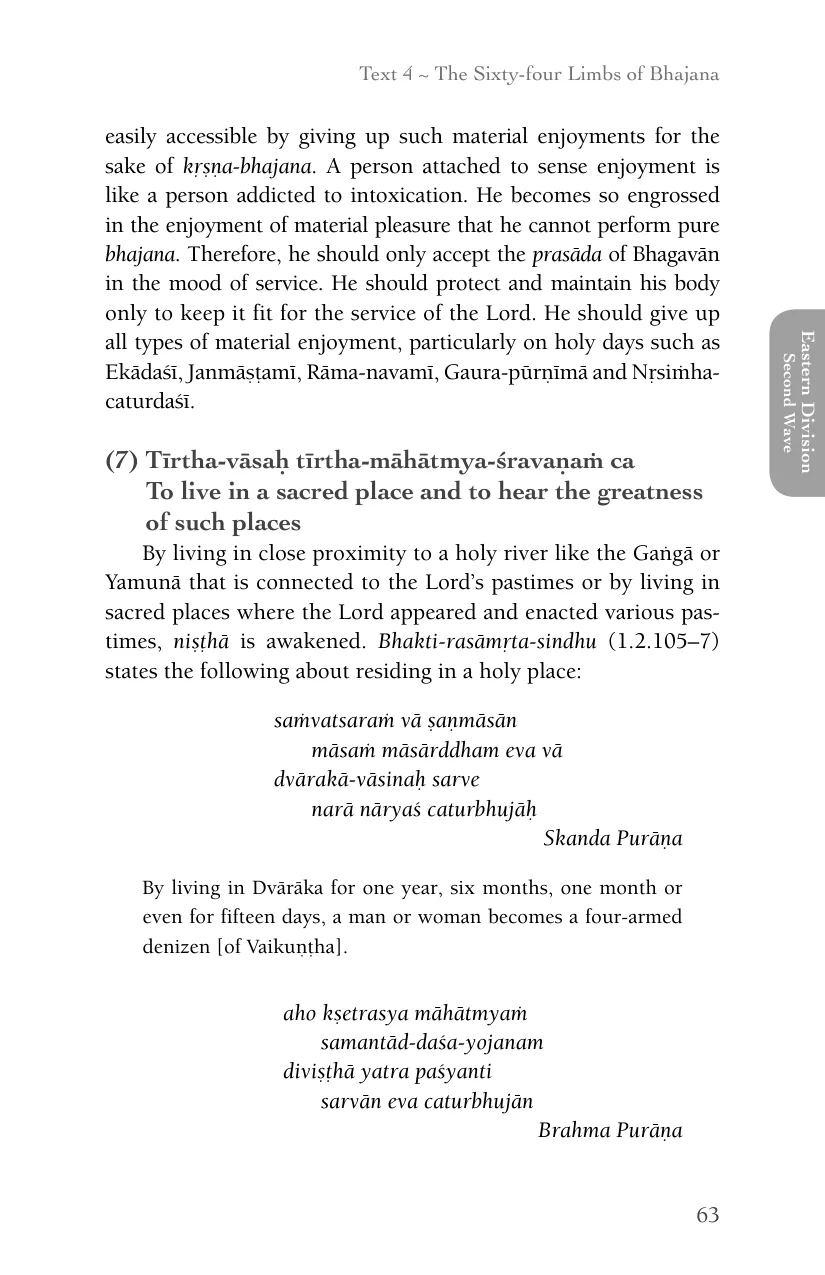 Text 4 ~ The Sixty-four Limbs of Bhajana
easily accessible by giving up such material enjoyments for the
sake of kṛṣṇa-bhajana. A person attached to sense enjoyment is
like a person addicted to intoxication. He becomes so engrossed
in the enjoyment of material pleasure that he cannot perform pure
bhajana. Therefore, he should only accept the prasāda of Bhagavān
in the mood of service. He should protect and maintain his body
only to keep it fit for the service of the Lord. He should give up
all types of material enjoyment, particularly on holy days such as
Ekādaśī, Janmāṣṭamī, Rāma-navamī, Gaura-pūrṇīmā and Nṛsiṁha-
caturdaśī.
(7) Tīrtha-vāsaḥ tīrtha-māhātmya-śravaṇaṁ ca
To live in a sacred place and to hear the greatness
of such places
By living in close proximity to a holy river like the Gaṅgā or
Yamunā that is connected to the Lord’s pastimes or by living in
sacred places where the Lord appeared and enacted various pas-
times, niṣṭhā is awakened. Bhakti-rasāmṛta-sindhu (1.2.105–7)
states the following about residing in a holy place:
saṁvatsaraṁ vā ṣaṇmāsān
māsaṁ māsārddham eva vā
dvārakā-vāsinaḥ sarve
narā nāryaś caturbhujāḥ
Skanda Purāṇa
By living in Dvārāka for one year, six months, one month or
even for fifteen days, a man or woman becomes a four-armed
denizen [of Vaikuṇṭha].
aho kṣetrasya māhātmyaṁ
samantād-daśa-yojanam
diviṣṭhā yatra paśyanti
sarvān eva caturbhujān
Brahma Purāṇa
63
Eastern Division
Second Wave